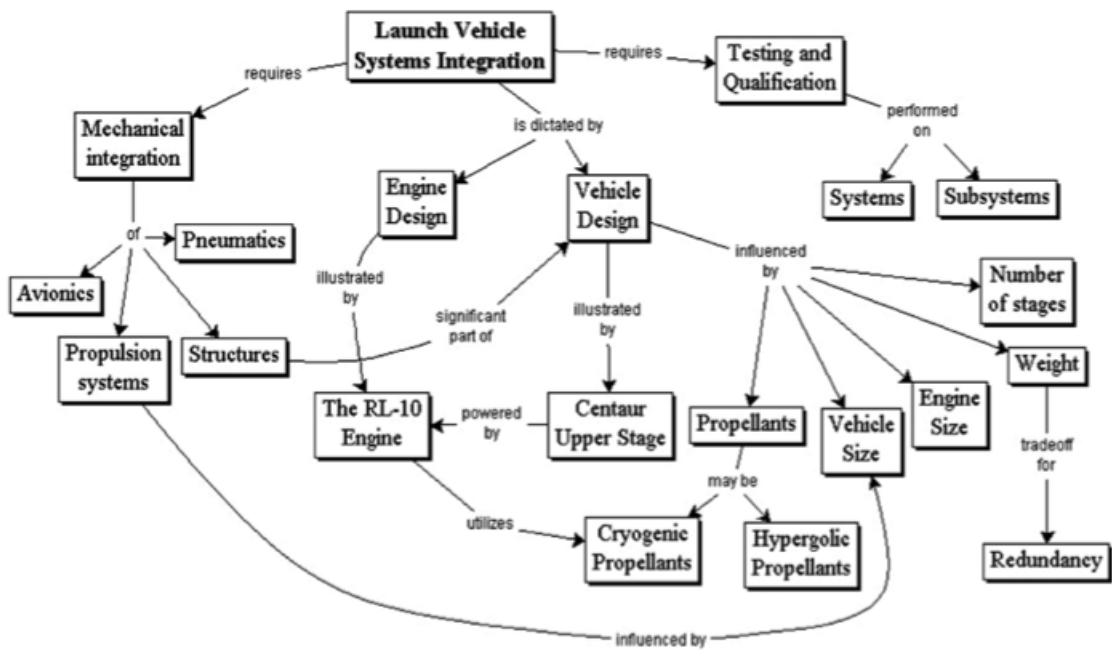 Launch Vehicle
Systems Integration
requires
requires
Testing and
Qualification
Mechanical
integration
is dictated by
performed
on
Engine
Design
Vehicle
Design
Systems
Subsystems
of
Pneumatics
Avionics
illustrated
by
significant
part of
illustrated
by
influenced
by
Number
of stages
Propulsion
systems
Structures
Weight
The RL-10
Engine
powered
by
Centaur
Upper Stage
Propellants
Vehicle
Size
Engine
Size
tradeoff
for
may be
utilizes
Cryogenic
Propellants
Hypergolic
Propellants
Redundancy
influenced by